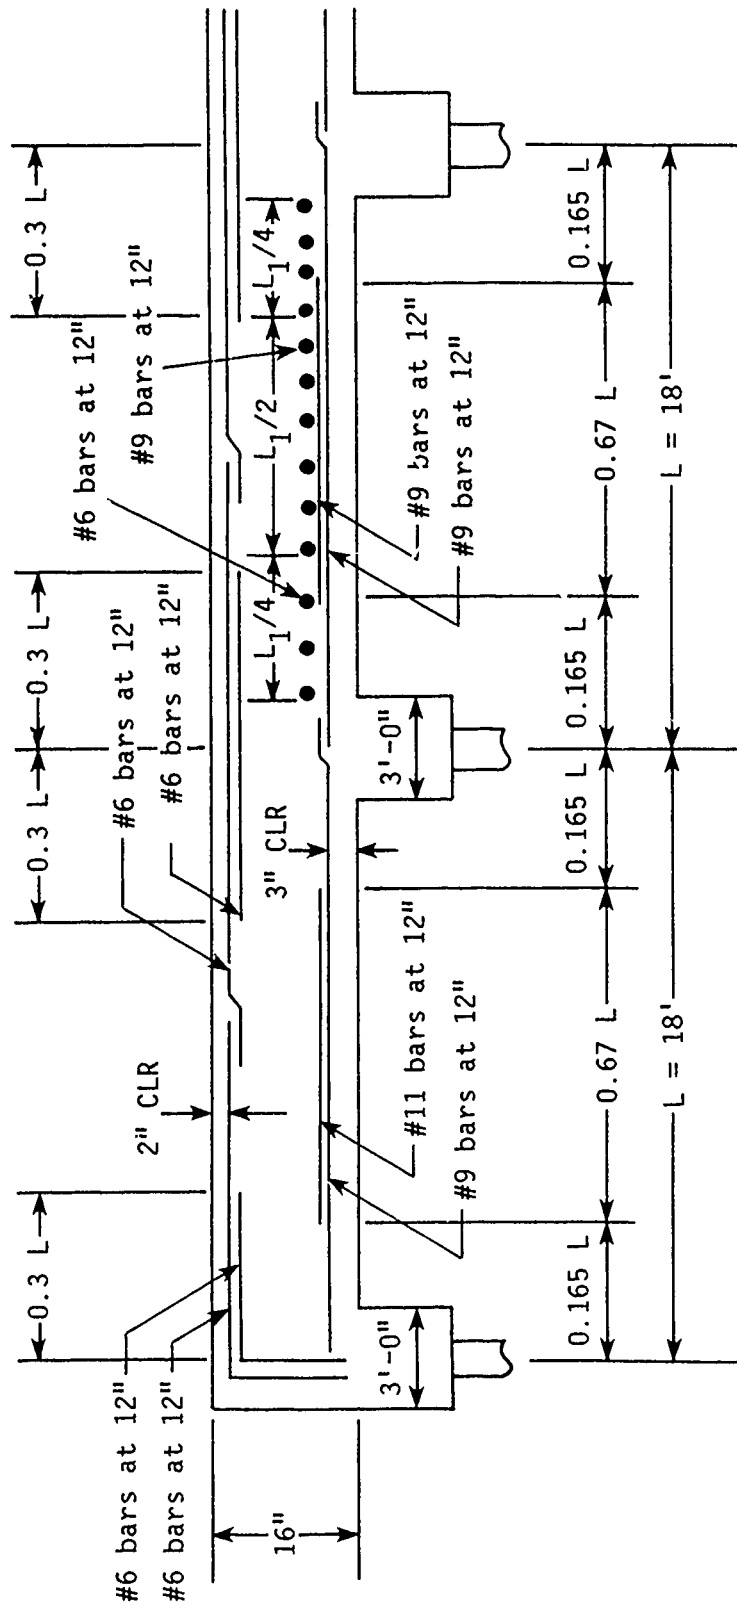 0.3 L
0.3 L
0.3 L
0.3 L
#6 bars at 12"
#6 bars at 12"
2" CLR
#6 bars at 12"
#6 bars at 12"
#6 bars at 12"
#9 bars at 12"
16"
3" CLR
L1/4
L1/2
L1/4
3'-0"
3'-0"
#11 bars at 12"
#9 bars at 12"
#9 bars at 12"
#9 bars at 12"
0.165 L
0.67 L
0.165 L
0.165 L
0.67 L
0.165 L
L = 18'
L = 18'